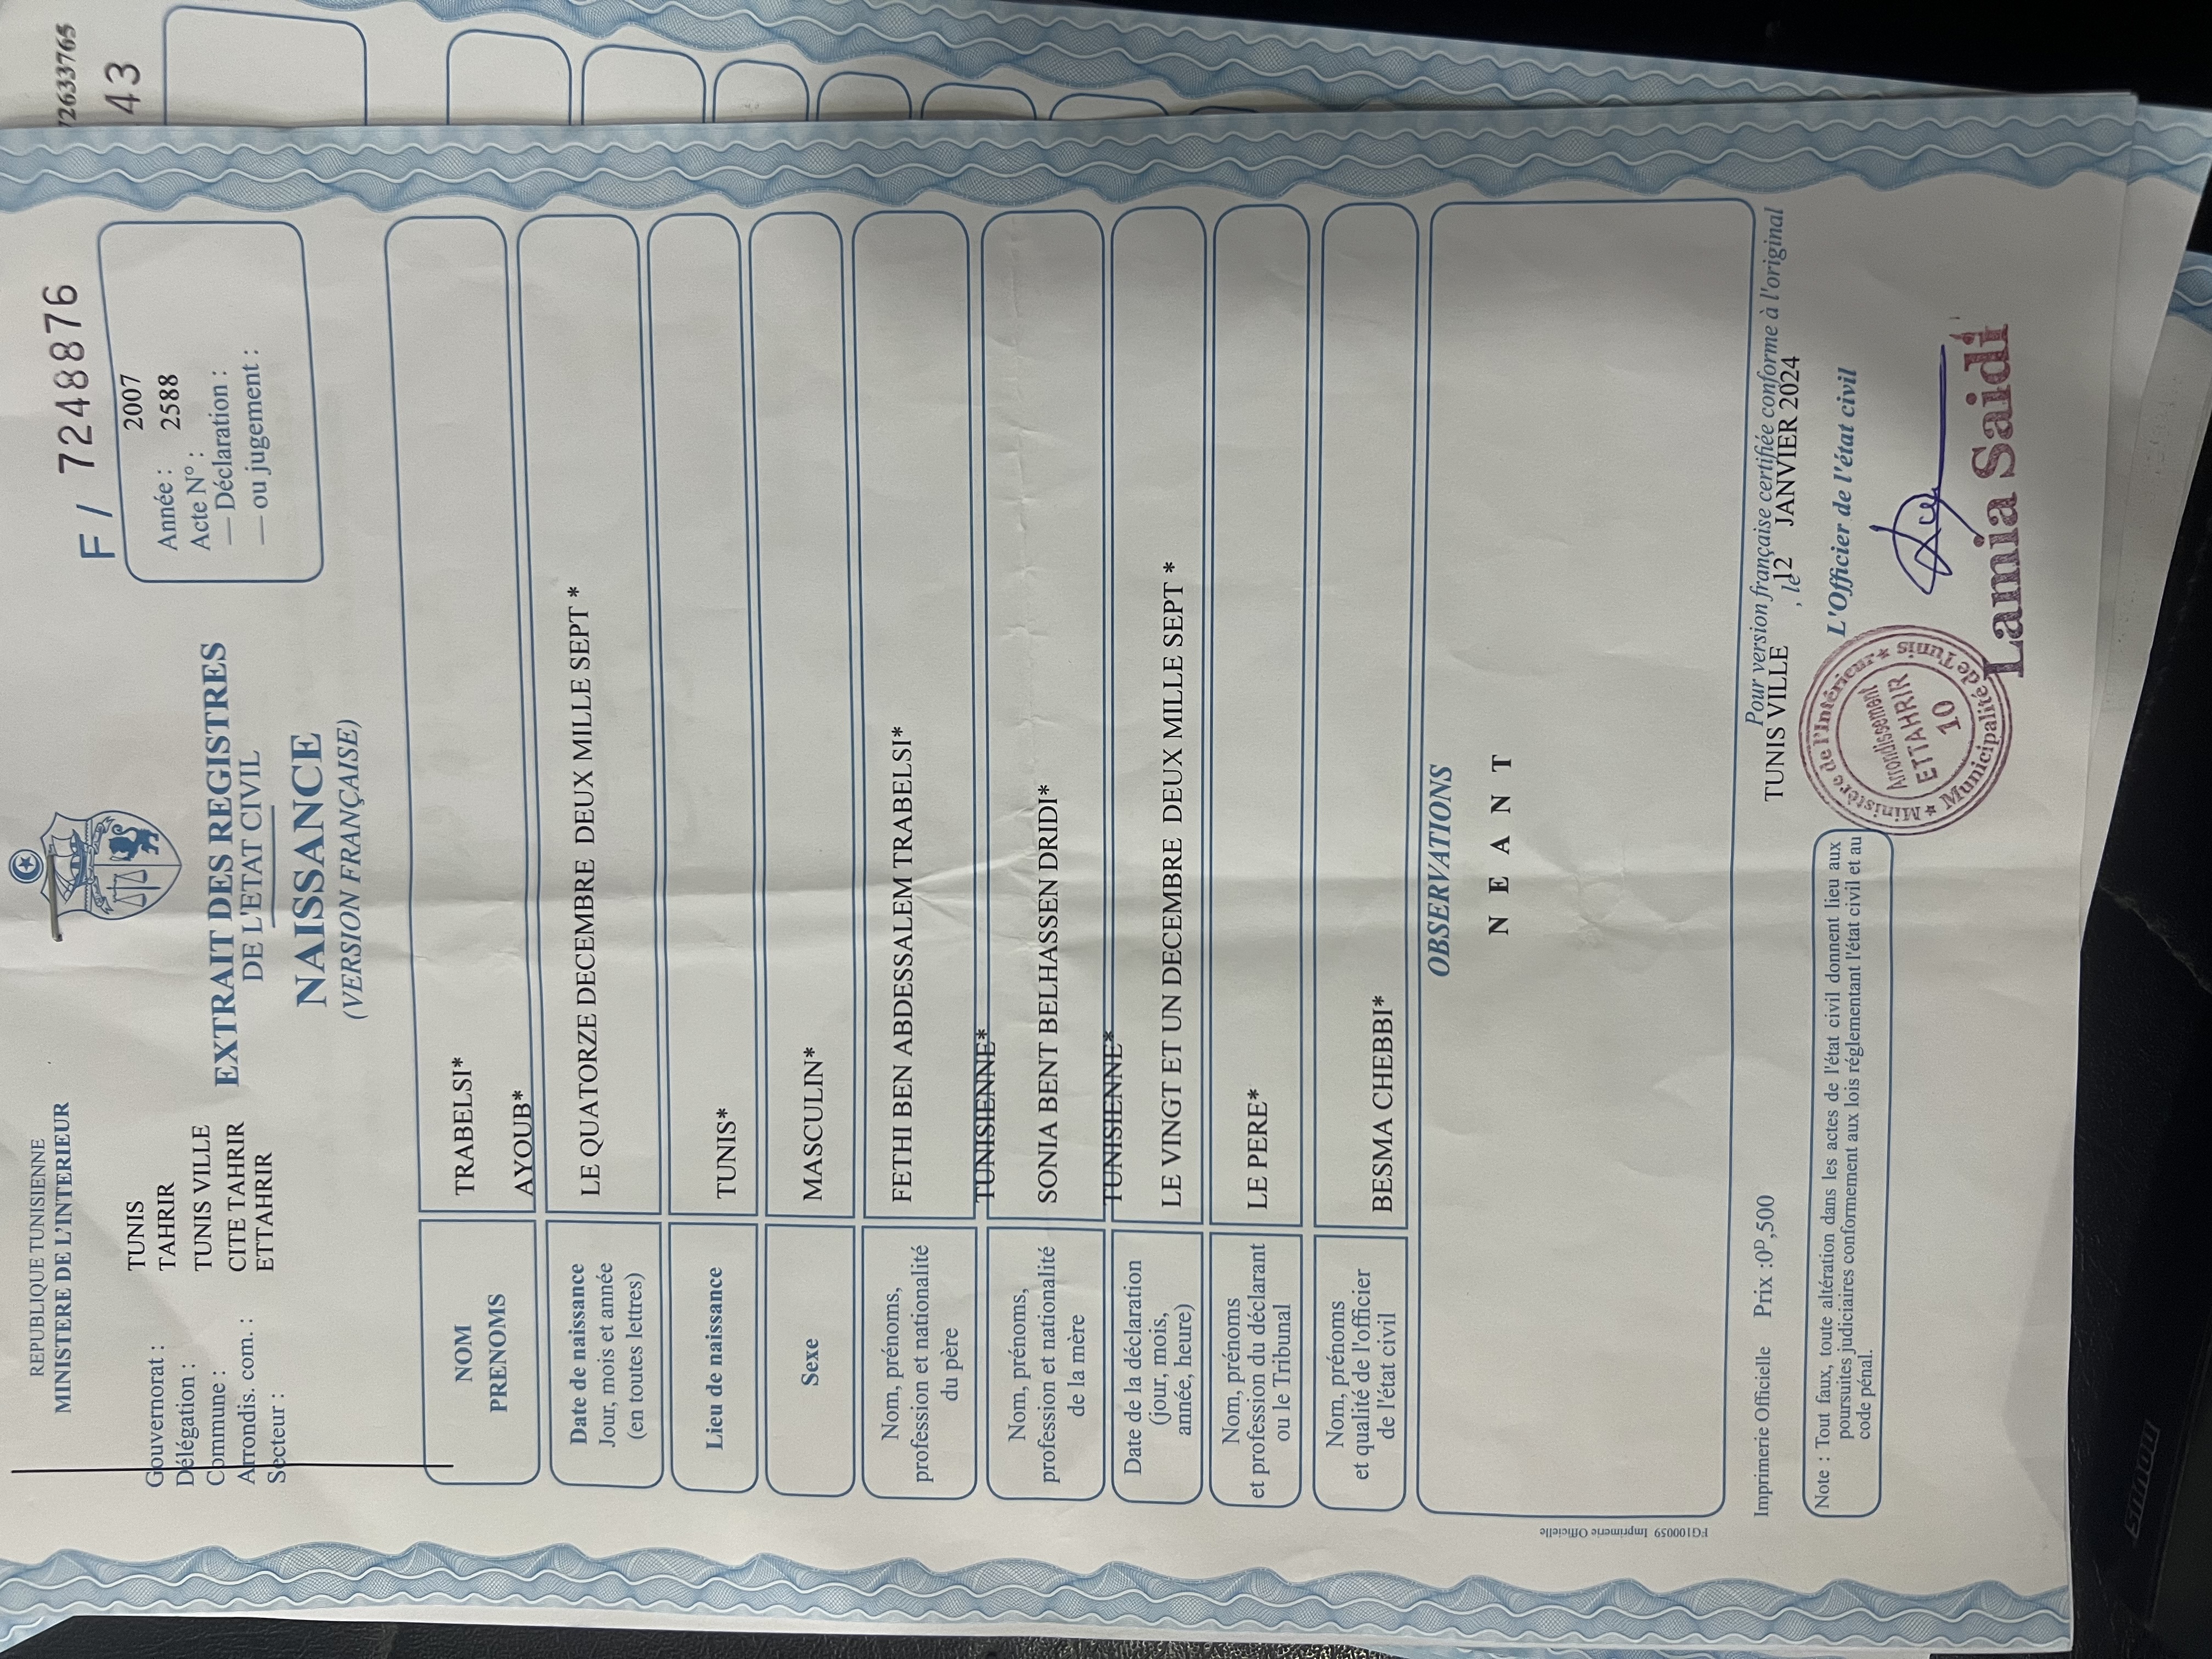 REPUBLIQUE TUNISIENNE
MINISTERE DE L'INTERIEUR
Gouvernorat : TUNIS
Délégation : TAHRIR
Commune : TUNIS VILLE
Arrondis. com. : CITE TAHRIR
Secteur : ETTAHRIR
EXTRAIT DES REGISTRES
DE L'ETAT CIVIL
NAISSANCE
(VERSION FRANÇAISE)
F / 7248876
Année : 2007
Acte N° : 2588
— Déclaration :
— ou jugement :
NOM TRABELSI*
PRENOMS AYOUB*
Date de naissance
Jour, mois et année
(en toutes lettres)
LE QUATORZE DECEMBRE DEUX MILLE SEPT *
Lieu de naissance TUNIS*
Sexe MASCULIN*
Nom, prénoms,
profession et nationalité
du père
FETHI BEN ABDESSALEM TRABELSI*
TUNISIENNE*
Nom, prénoms,
profession et nationalité
de la mère
SONIA BENT BELHASSEN DRIDI*
TUNISIENNE*
Date de la déclaration
(jour, mois,
année, heure)
LE VINGT ET UN DECEMBRE DEUX MILLE SEPT *
Nom, prénoms
et profession du déclarant
ou le Tribunal
LE PERE*
Nom, prénoms
et qualité de l'officier
de l'état civil
BESMA CHEBBI*
OBSERVATIONS
N E A N T
FG100059 Imprimerie Officielle
Imprimerie Officielle Prix :0D,500
Pour version française certifiée conforme à l'original
TUNIS VILLE , le 12 JANVIER 2024
L'Officier de l'état civil
Note : Tout faux, toute altération dans les actes de l'état civil donnent lieu aux
poursuites judiciaires conformement aux lois réglementant l'état civil et au
code pénal.
★ Ministère de l'Intérieur ★ Municipalité de Tunis
Arrondissement
ETTAHRIR
10
Lamia Saidi
72633765
43